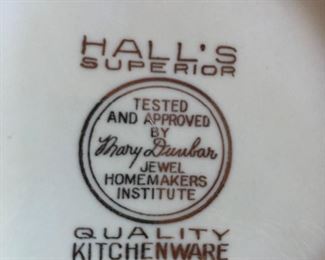 HALL'S
SUPERIOR
TESTED
AND APPROVED
BY
Mary Dunbar
JEWEL
HOMEMAKERS
INSTITUTE
QUALITY
KITCHENWARE